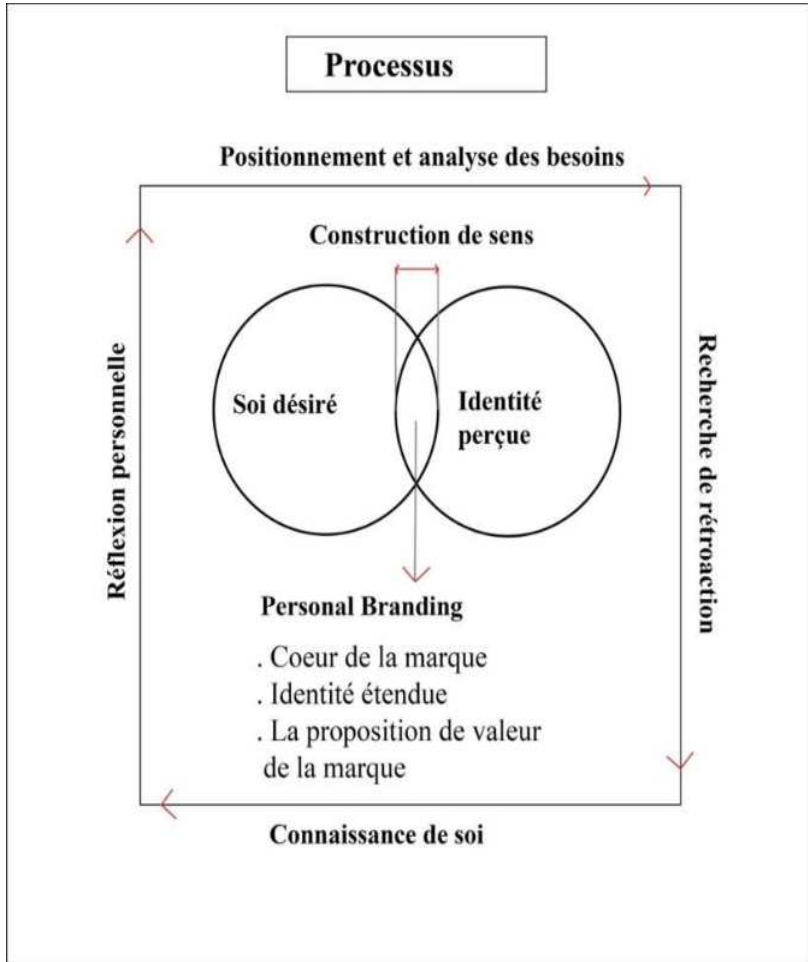 Processus
Positionnement et analyse des besoins
Construction de sens
Réflexion personnelle
Soi désiré
Identité
perçue
Recherche de rétroaction
Personal Branding
. Coeur de la marque
. Identité étendue
. La proposition de valeur
de la marque
Connaissance de soi